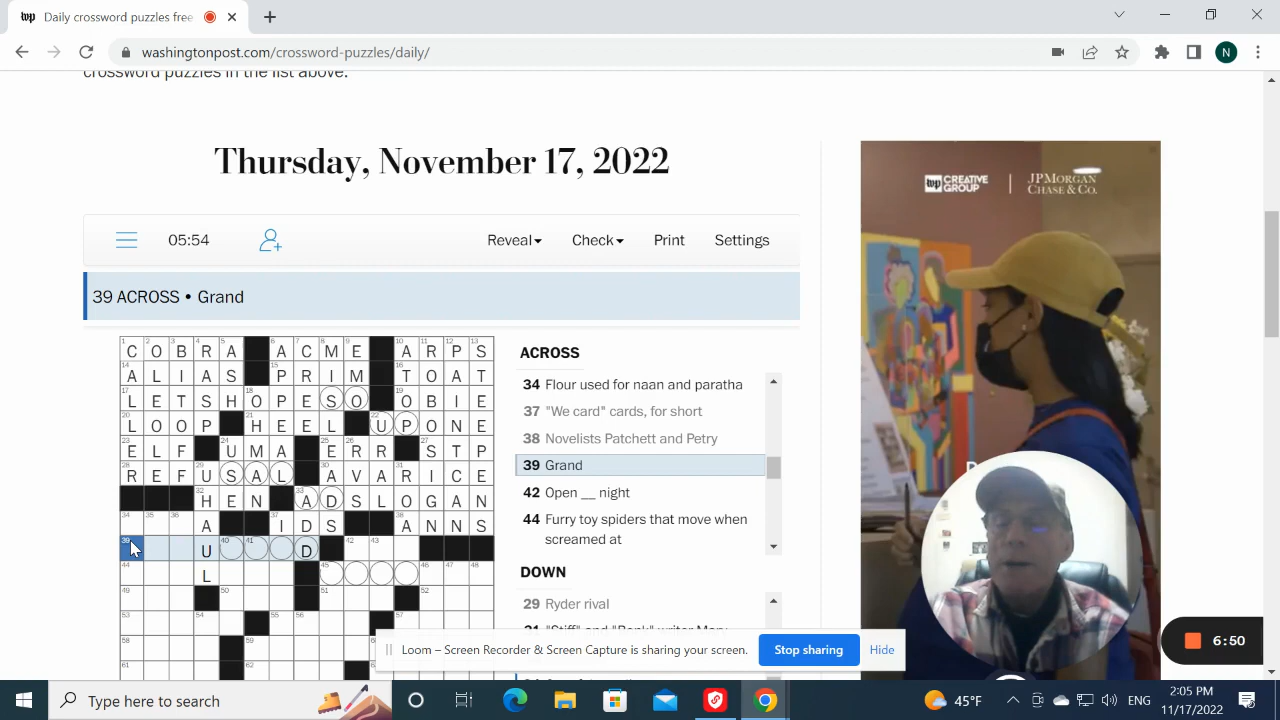 Daily crossword puzzles free
washingtonpost.com/crossword-puzzles/daily/
N
crossword puzzles in the list above.
Thursday, November 17, 2022
05:54
Reveal
Check
Print
Settings
39 ACROSS • Grand
C O B R A A C M E A R P S
A L I A S P R I M T O A T
L E T S H O P E S O O B I E
L O O P H E E L U P O N E
E L F U M A E R R S T P
R E F U S A L A V A R I C E
H E N A D S L O G A N
A I D S A N N S
U D
L
ACROSS
34 Flour used for naan and paratha
37 "We card" cards, for short
38 Novelists Patchett and Petry
39 Grand
42 Open __ night
44 Furry toy spiders that move when
screamed at
DOWN
29 Ryder rival
wp CREATIVE
GROUP
JPMORGAN
CHASE & CO.
Loom – Screen Recorder & Screen Capture is sharing your screen.
Stop sharing
Hide
6:50
Type here to search
45°F
ENG
2:05 PM
11/17/2022